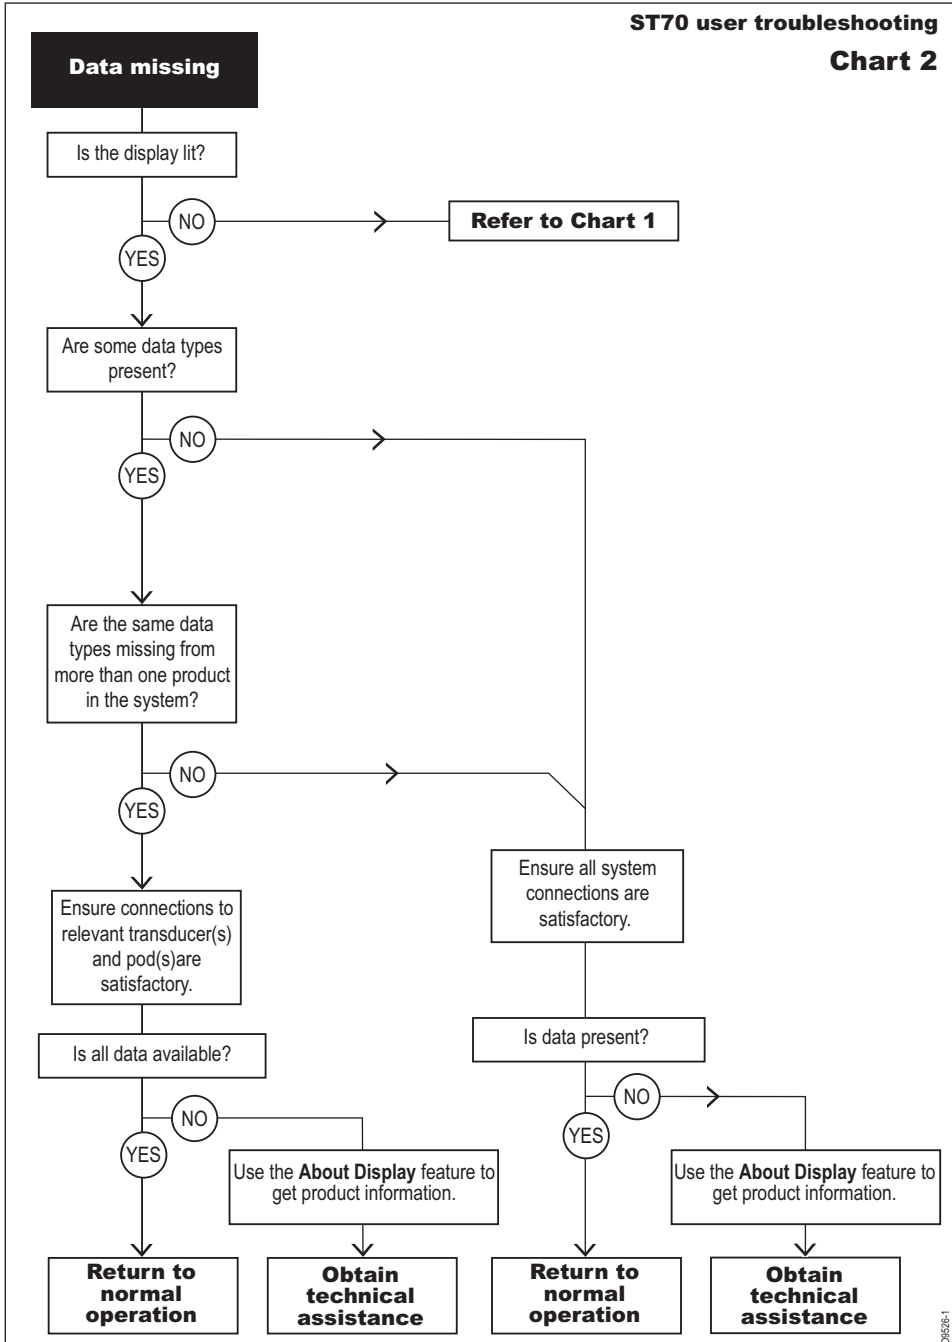 ST70 user troubleshooting
Chart 2
Data missing
Is the display lit?
NO
Refer to Chart 1
YES
Are some data types
present?
NO
YES
Are the same data
types missing from
more than one product
in the system?
NO
YES
Ensure all system
connections are
satisfactory.
Ensure connections to
relevant transducer(s)
and pod(s)are
satisfactory.
Is data present?
Is all data available?
NO
YES
NO
YES
Use the About Display feature to
get product information.
Use the About Display feature to
get product information.
Return to
normal
operation
Obtain
technical
assistance
Return to
normal
operation
Obtain
technical
assistance
D9526-1